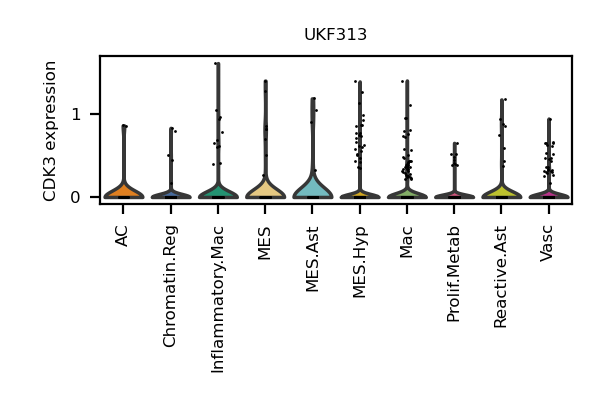 UKF313
CDK3 expression
1
0
AC
Chromatin.Reg
Inflammatory.Mac
MES
MES.Ast
MES.Hyp
Mac
Prolif.Metab
Reactive.Ast
Vasc